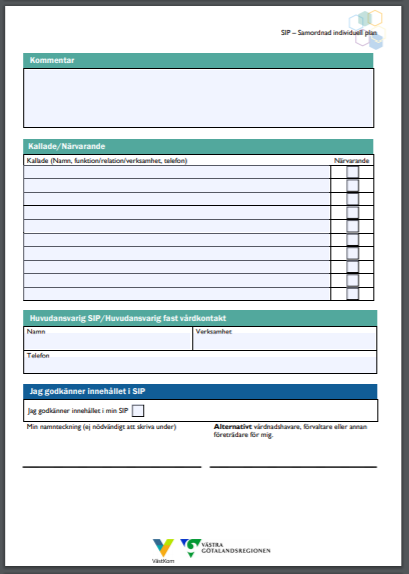 SIP – Samordnad individuell plan
Kommentar
Kallade/Närvarande
Kallade (Namn, funktion/relation/verksamhet, telefon) Närvarande
Huvudansvarig SIP/Huvudansvarig fast vårdkontakt
Namn Verksamhet
Telefon
Jag godkänner innehållet i SIP
Jag godkänner innehållet i min SIP
Min namnteckning (ej nödvändigt att skriva under)
Alternativt vårdnadshavare, förvaltare eller annan
företrädare för mig.
VästKom
VÄSTRA
GÖTALANDSREGIONEN